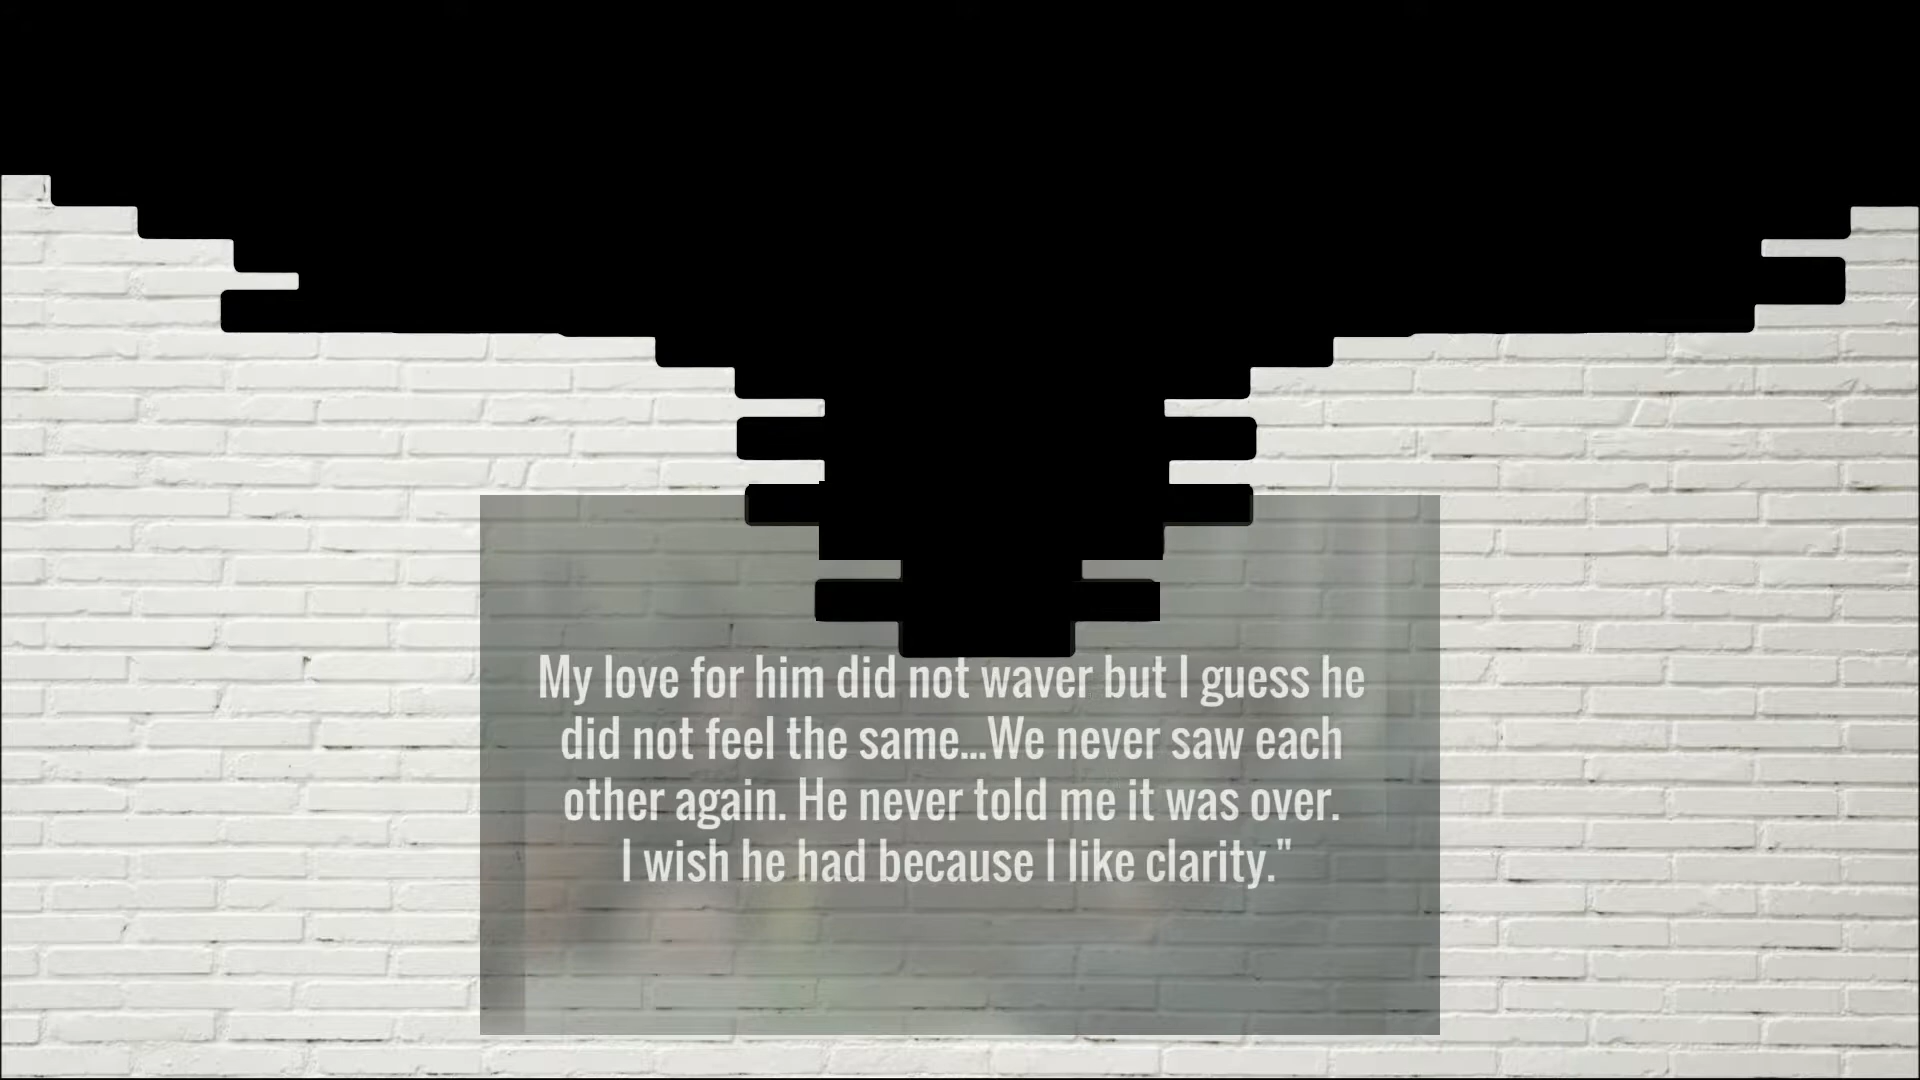 My love for him did not waver but I guess he
did not feel the same...We never saw each
other again. He never told me it was over.
I wish he had because I like clarity."